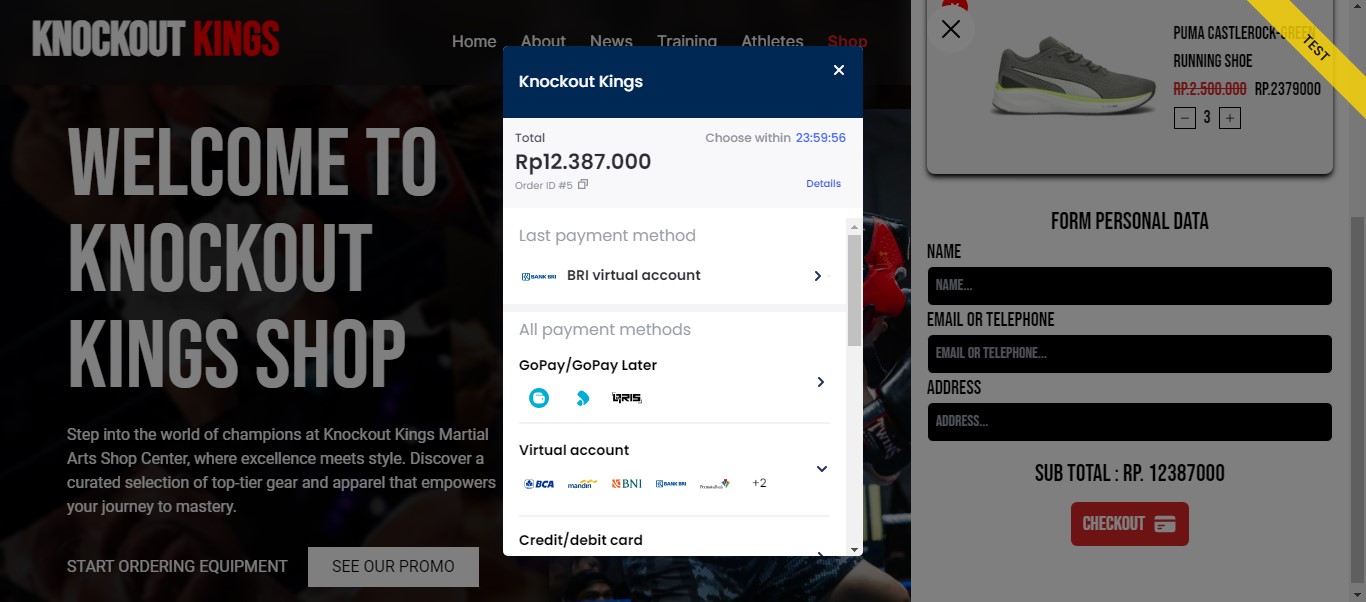 KNOCKOUT KINGS
Home About News Training Athletes Shop
WELCOME TO
KNOCKOUT
KINGS SHOP
Step into the world of champions at Knockout Kings Martial
Arts Shop Center, where excellence meets style. Discover a
curated selection of top-tier gear and apparel that empowers
your journey to mastery.
START ORDERING EQUIPMENT
SEE OUR PROMO
Knockout Kings
Total
Choose within 23:59:56
Rp12.387.000
Order ID #5
Details
Last payment method
BANK BRI
BRI virtual account
All payment methods
GoPay/GoPay Later
QRIS
Virtual account
BCA mandiri BNI BANK BRI PermataBank +2
Credit/debit card
TEST
PUMA CASTLEROCK-GREEN
RUNNING SHOE
RP.2.500.000 RP.2379000
− 3 +
FORM PERSONAL DATA
NAME
NAME...
EMAIL OR TELEPHONE
EMAIL OR TELEPHONE...
ADDRESS
ADDRESS...
SUB TOTAL : RP. 12387000
CHECKOUT